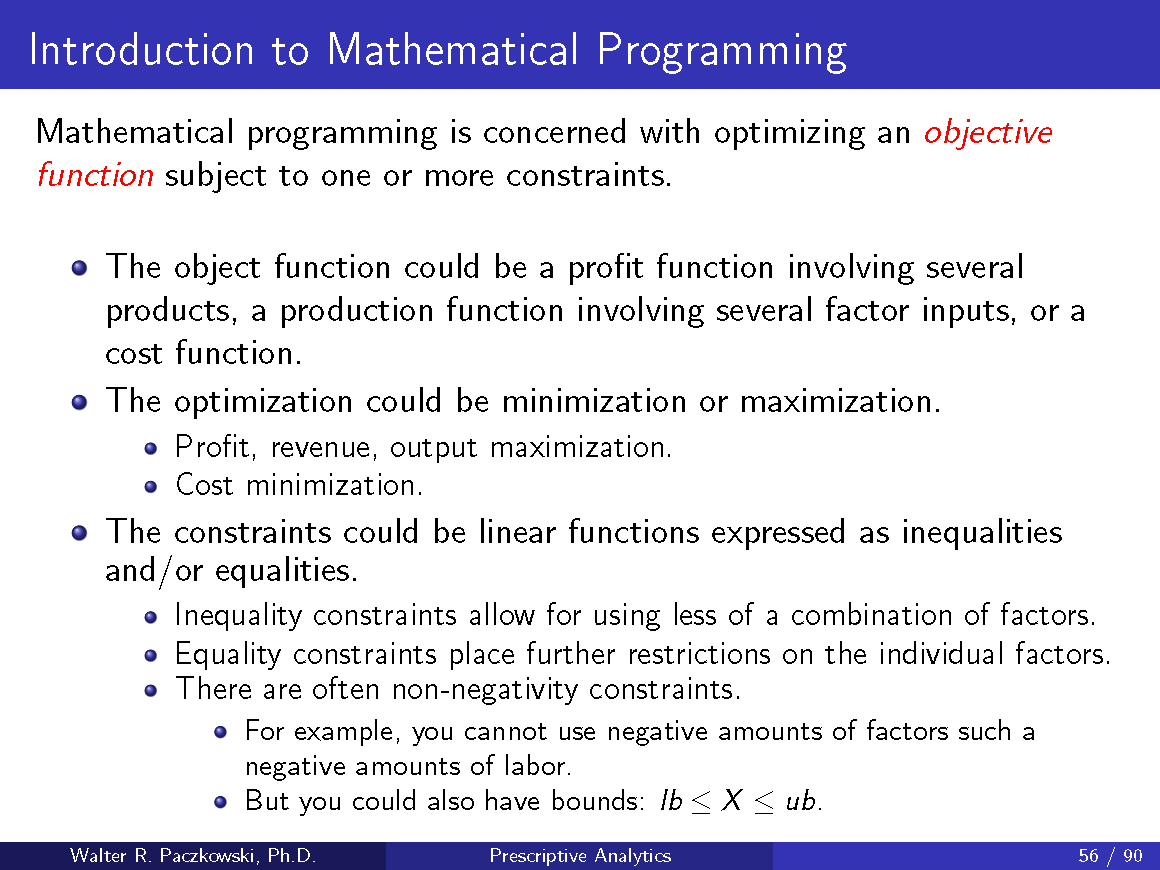 Introduction to Mathematical Programming
Mathematical programming is concerned with optimizing an objective
function subject to one or more constraints.
The object function could be a profit function involving several
products, a production function involving several factor inputs, or a
cost function.
The optimization could be minimization or maximization.
Profit, revenue, output maximization.
Cost minimization.
The constraints could be linear functions expressed as inequalities
and/or equalities.
Inequality constraints allow for using less of a combination of factors.
Equality constraints place further restrictions on the individual factors.
There are often non-negativity constraints.
For example, you cannot use negative amounts of factors such a
negative amounts of labor.
But you could also have bounds: lb ≤ X ≤ ub.
Walter R. Paczkowski, Ph.D. Prescriptive Analytics 56 / 90